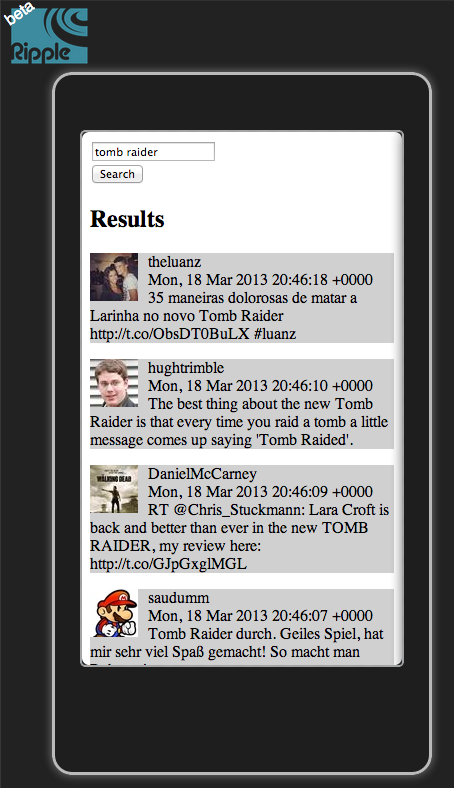 beta
Ripple
tomb raider
Search
Results
theluanz
Mon, 18 Mar 2013 20:46:18 +0000
35 maneiras dolorosas de matar a
Larinha no novo Tomb Raider
http://t.co/ObsDT0BuLX #luanz
hughtrimble
Mon, 18 Mar 2013 20:46:10 +0000
The best thing about the new Tomb
Raider is that every time you raid a tomb a little
message comes up saying 'Tomb Raided'.
THE WALKING DEAD
DanielMcCarney
Mon, 18 Mar 2013 20:46:09 +0000
RT @Chris_Stuckmann: Lara Croft is
back and better than ever in the new TOMB
RAIDER, my review here:
http://t.co/GJpGxglMGL
saudumm
Mon, 18 Mar 2013 20:46:07 +0000
Tomb Raider durch. Geiles Spiel, hat
mir sehr viel Spaß gemacht! So macht man